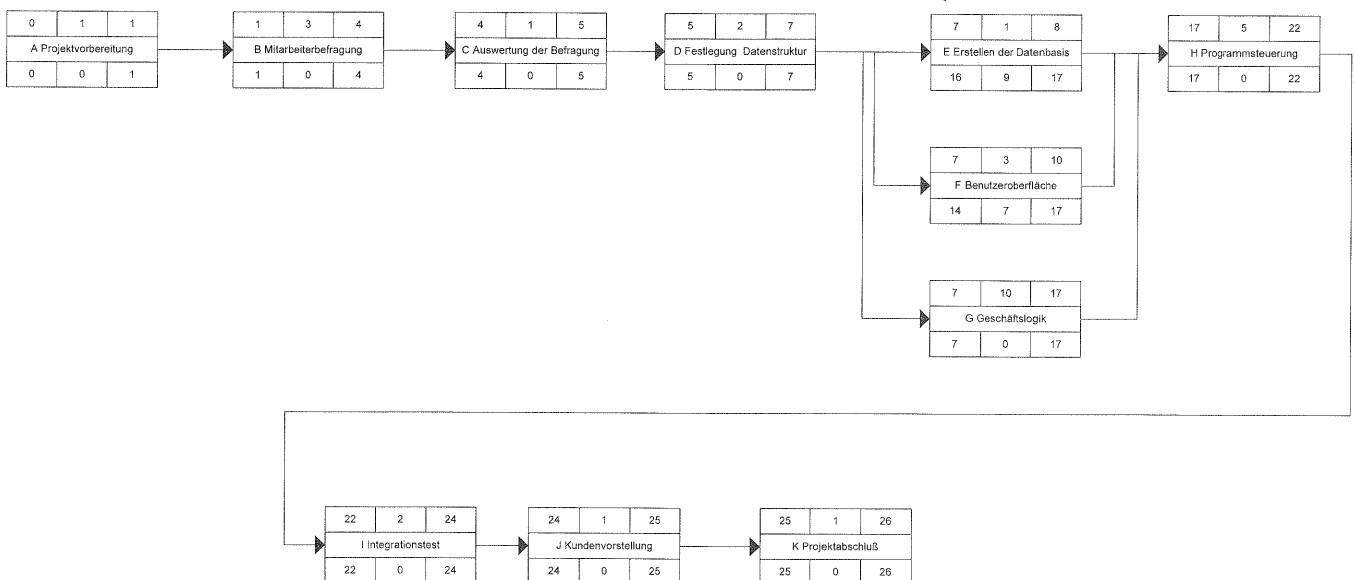 0 1 1
A Projektvorbereitung
0 0 1
1 3 4
B Mitarbeiterbefragung
1 0 4
4 1 5
C Auswertung der Befragung
4 0 5
5 2 7
D Festlegung Datenstruktur
5 0 7
7 1 8
E Erstellen der Datenbasis
16 9 17
17 5 22
H Programmsteuerung
17 0 22
7 3 10
F Benutzeroberfläche
14 7 17
7 10 17
G Geschäftslogik
7 0 17
22 2 24
I Integrationstest
22 0 24
24 1 25
J Kundenvorstellung
24 0 25
25 1 26
K Projektabschluß
25 0 26